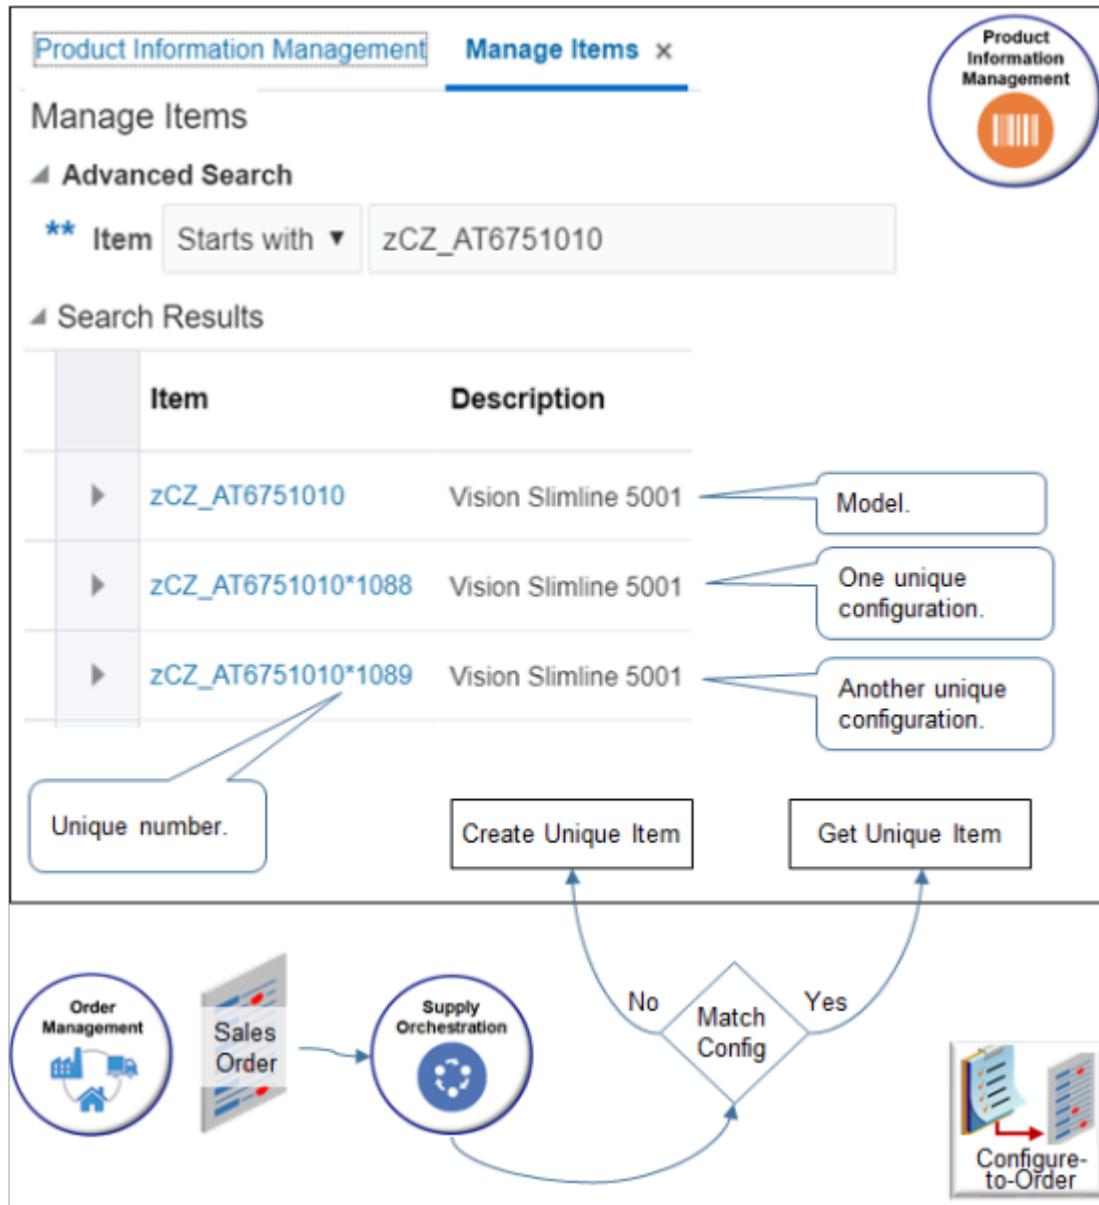 Product Information Management
Manage Items ×
Product
Information
Management
Manage Items
Advanced Search
** Item Starts with ▼ zCZ_AT6751010
Search Results
Item Description
zCZ_AT6751010 Vision Slimline 5001
Model.
zCZ_AT6751010*1088 Vision Slimline 5001
One unique
configuration.
zCZ_AT6751010*1089 Vision Slimline 5001
Another unique
configuration.
Unique number.
Create Unique Item
Get Unique Item
Order
Management
Sales
Order
Supply
Orchestration
No
Match
Config
Yes
Configure-
to-Order